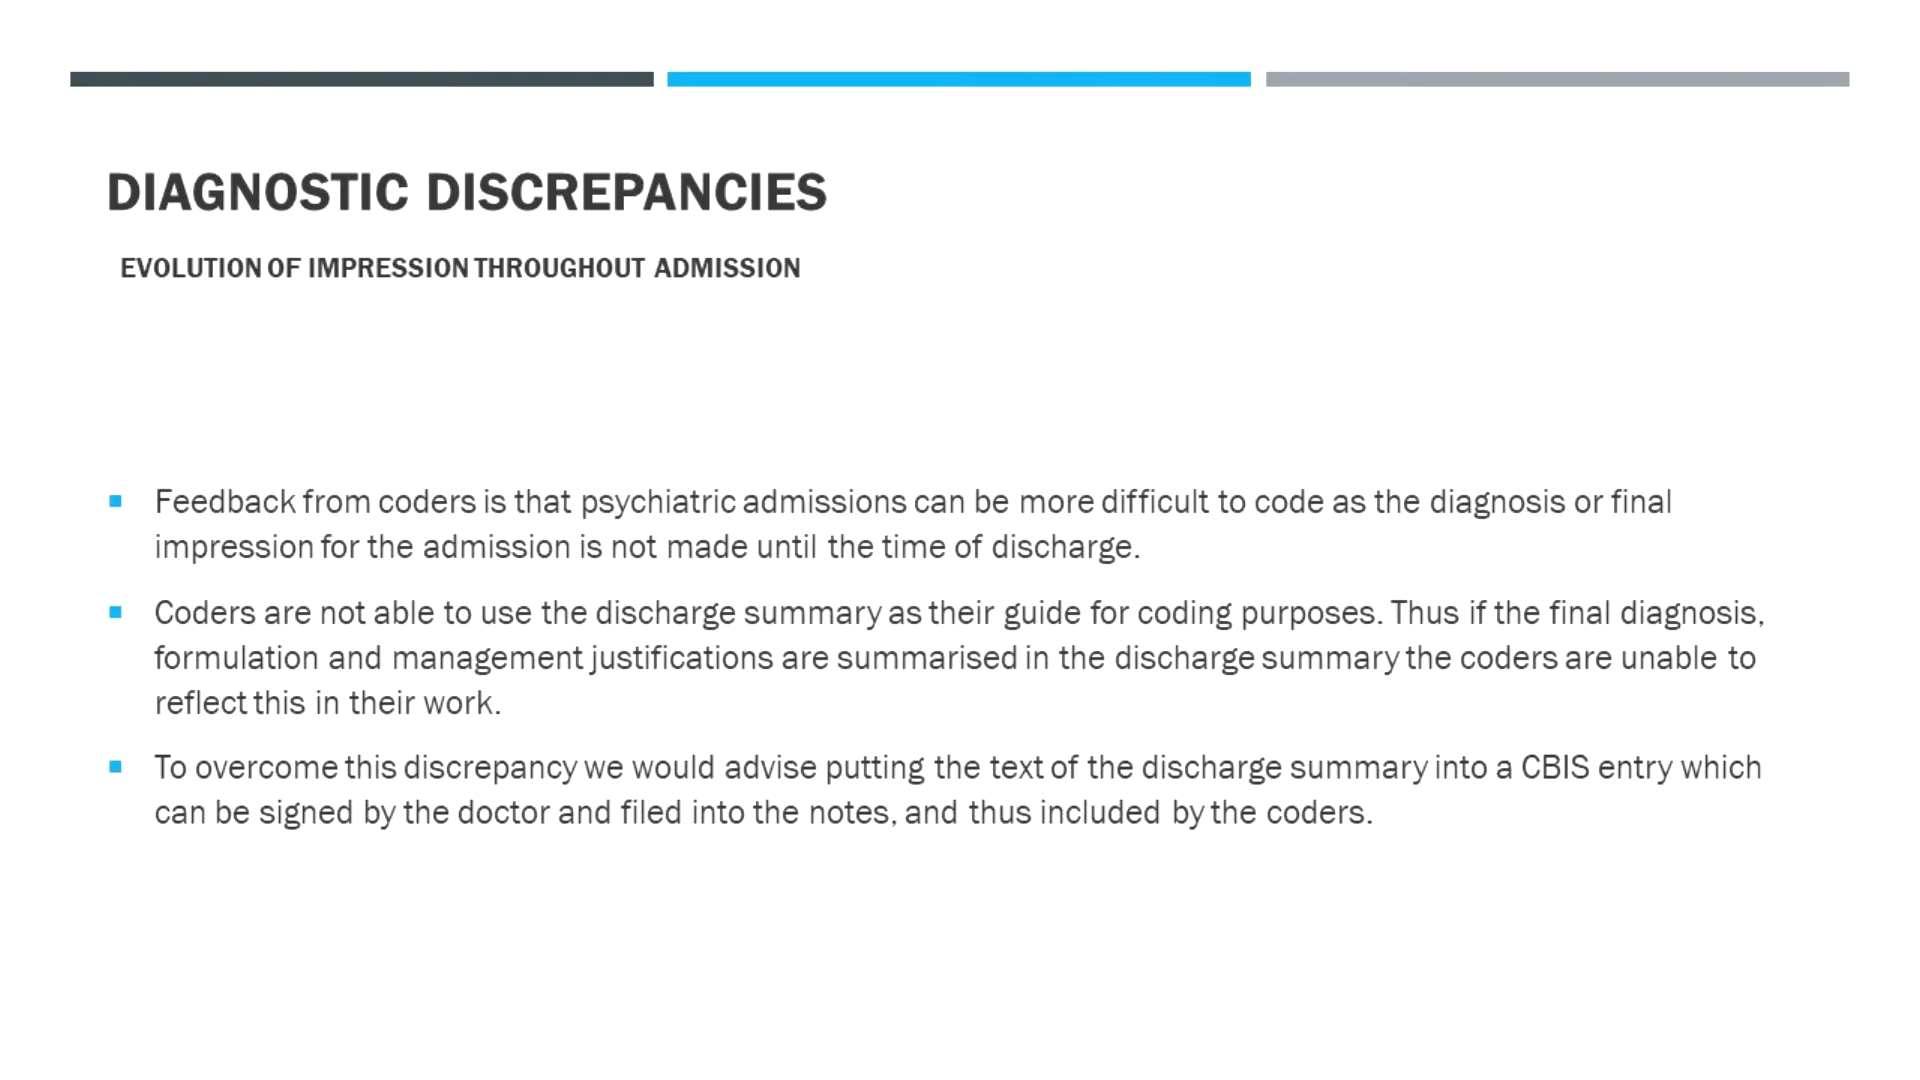 DIAGNOSTIC DISCREPANCIES
EVOLUTION OF IMPRESSION THROUGHOUT ADMISSION
Feedback from coders is that psychiatric admissions can be more difficult to code as the diagnosis or final
impression for the admission is not made until the time of discharge.
Coders are not able to use the discharge summary as their guide for coding purposes. Thus if the final diagnosis,
formulation and management justifications are summarised in the discharge summary the coders are unable to
reflect this in their work.
To overcome this discrepancy we would advise putting the text of the discharge summary into a CBIS entry which
can be signed by the doctor and filed into the notes, and thus included by the coders.